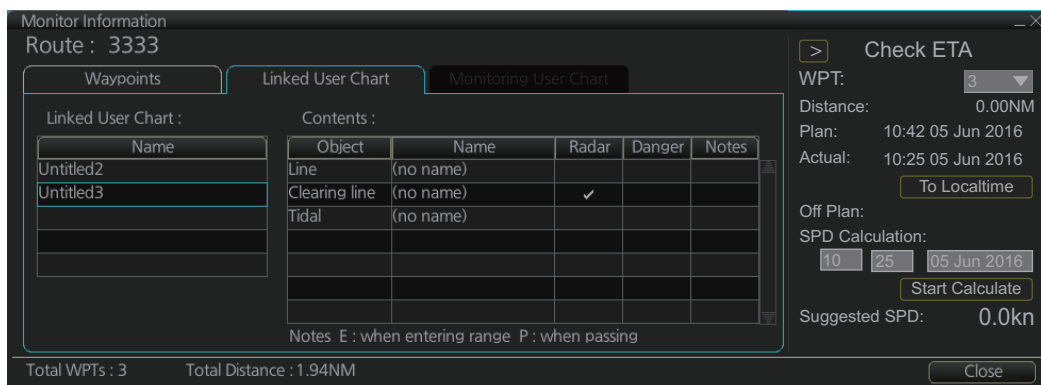 Monitor Information
Route : 3333
Waypoints
Linked User Chart
Monitoring User Chart
Linked User Chart :
Name
Untitled2
Untitled3
Contents :
Object Name Radar Danger Notes
Line (no name)
Clearing line (no name) ✓
Tidal (no name)
Notes E : when entering range P : when passing
> Check ETA
WPT: 3
Distance: 0.00NM
Plan: 10:42 05 Jun 2016
Actual: 10:25 05 Jun 2016
To Localtime
Off Plan:
SPD Calculation:
10 25 05 Jun 2016
Start Calculate
Suggested SPD: 0.0kn
Total WPTs : 3 Total Distance : 1.94NM
Close